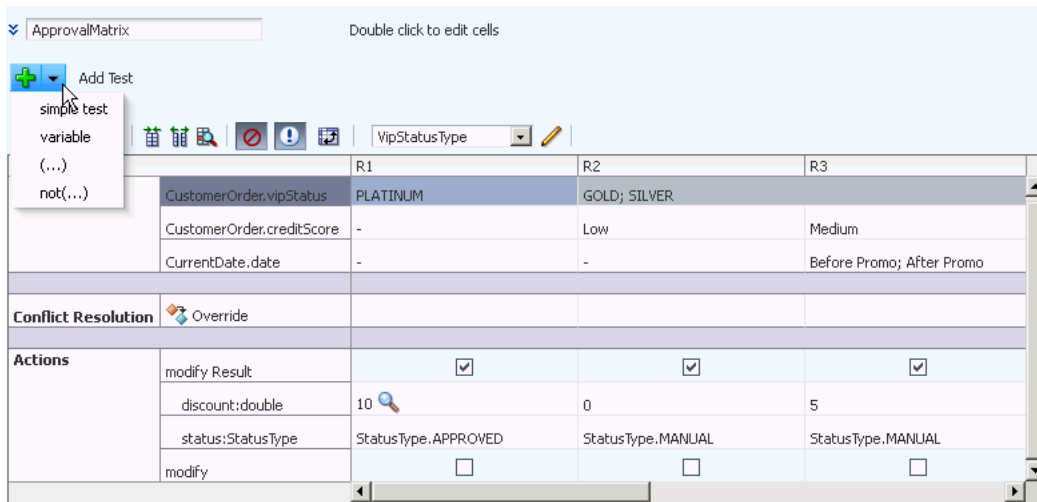 ApprovalMatrix Double click to edit cells
Add Test
simple test
variable
(...)
not(...)
VipStatusType
R1 R2 R3
CustomerOrder.vipStatus PLATINUM GOLD; SILVER
CustomerOrder.creditScore - Low Medium
CurrentDate.date - - Before Promo; After Promo
Conflict Resolution Override
Actions modify Result
discount:double 10 0 5
status:StatusType StatusType.APPROVED StatusType.MANUAL StatusType.MANUAL
modify